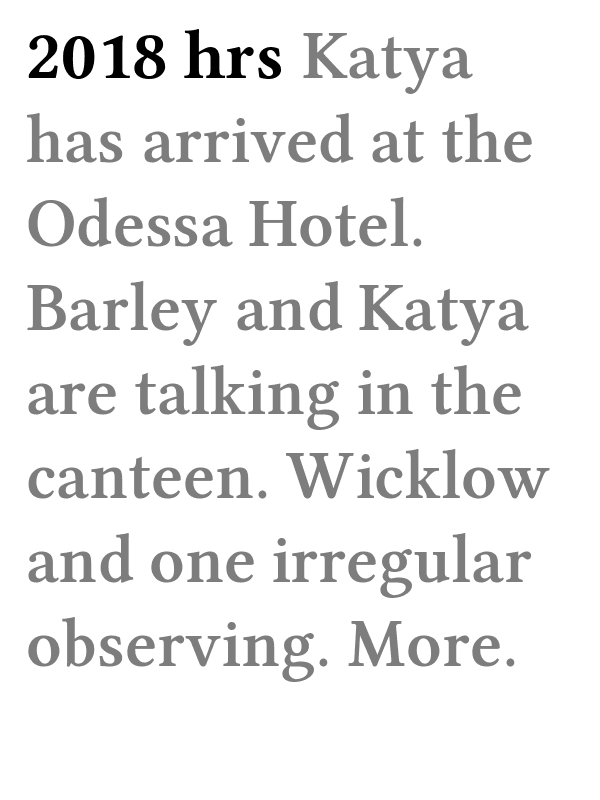 2018 hrs Katya
has arrived at the
Odessa Hotel.
Barley and Katya
are talking in the
canteen. Wicklow
and one irregular
observing. More.